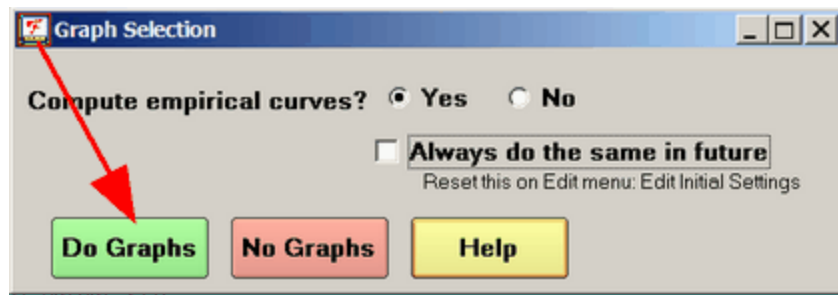 Graph Selection
Compute empirical curves? Yes No
Always do the same in future
Reset this on Edit menu: Edit Initial Settings
Do Graphs No Graphs Help